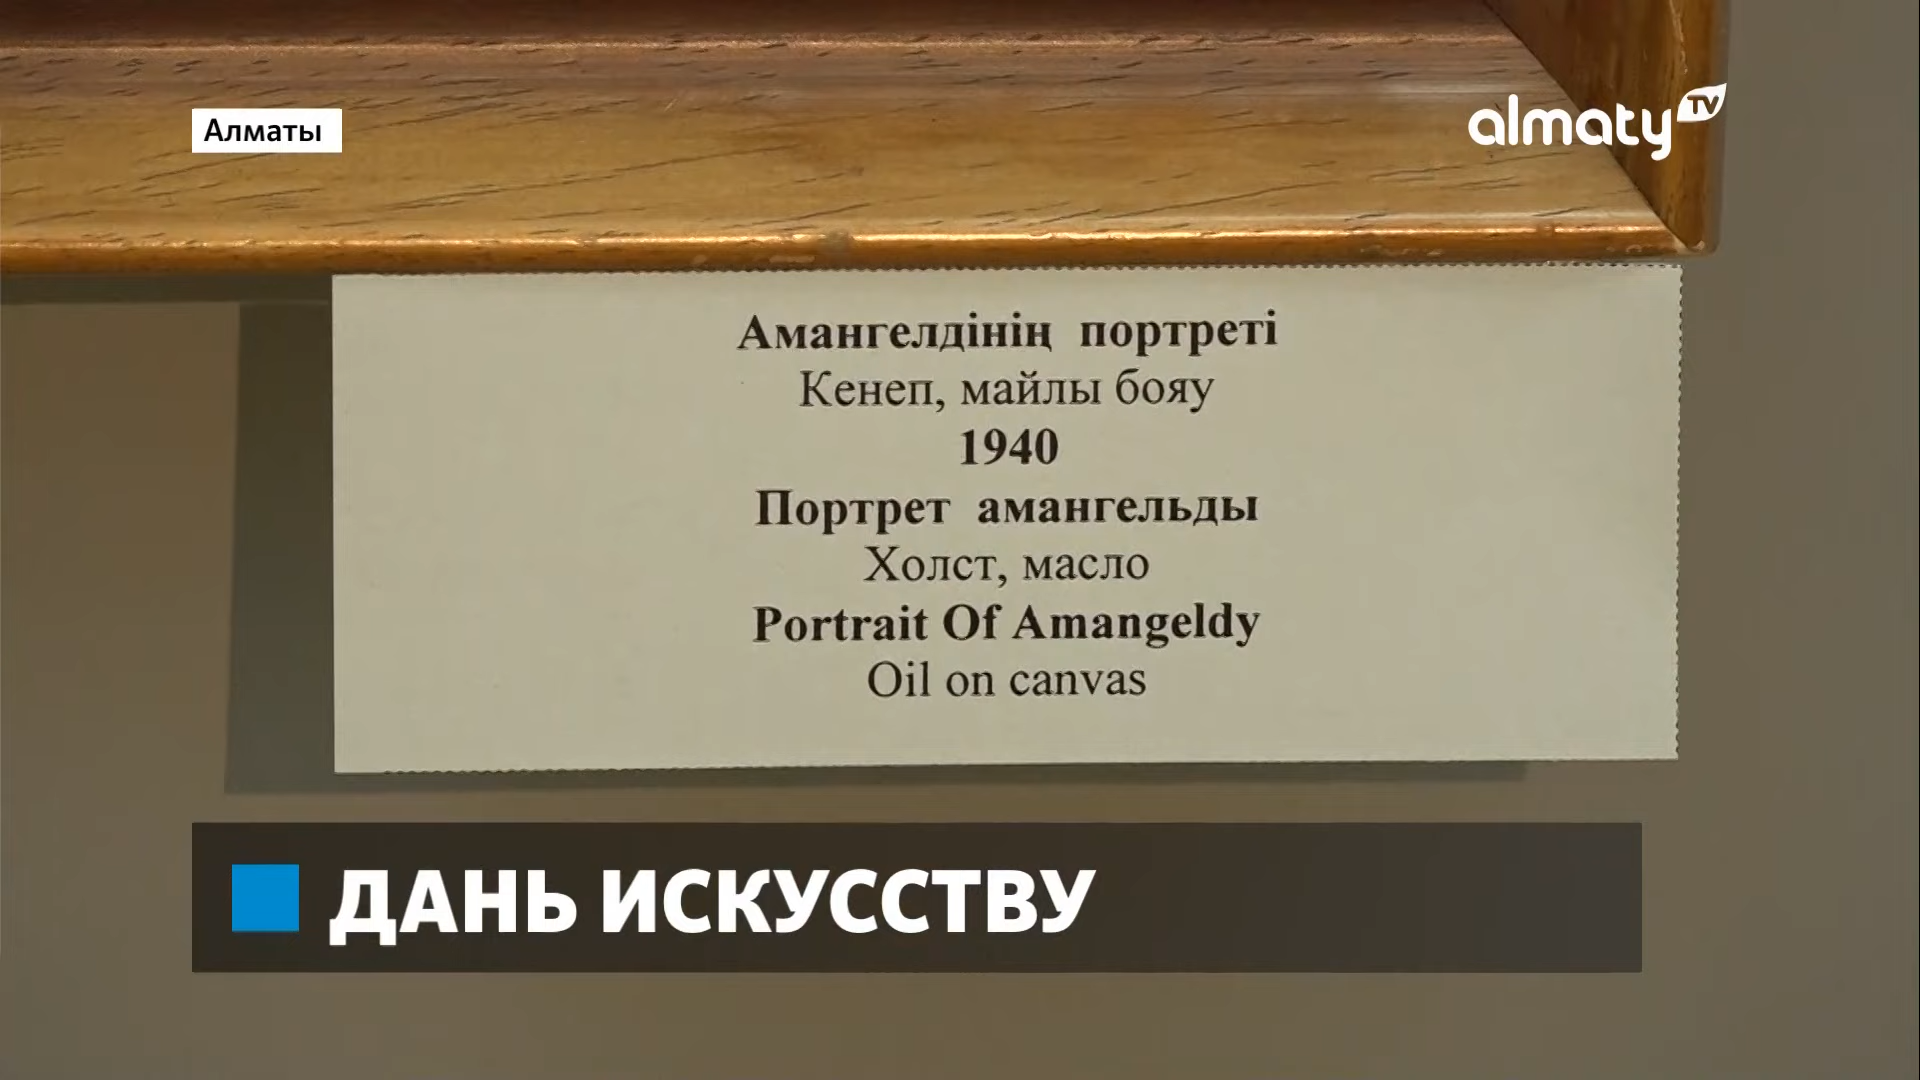 Алматы
almaty TV
Амангелдінің портреті
Кенеп, майлы бояу
1940
Портрет амангельды
Холст, масло
Portrait Of Amangeldy
Oil on canvas
ДАНЬ ИСКУССТВУ